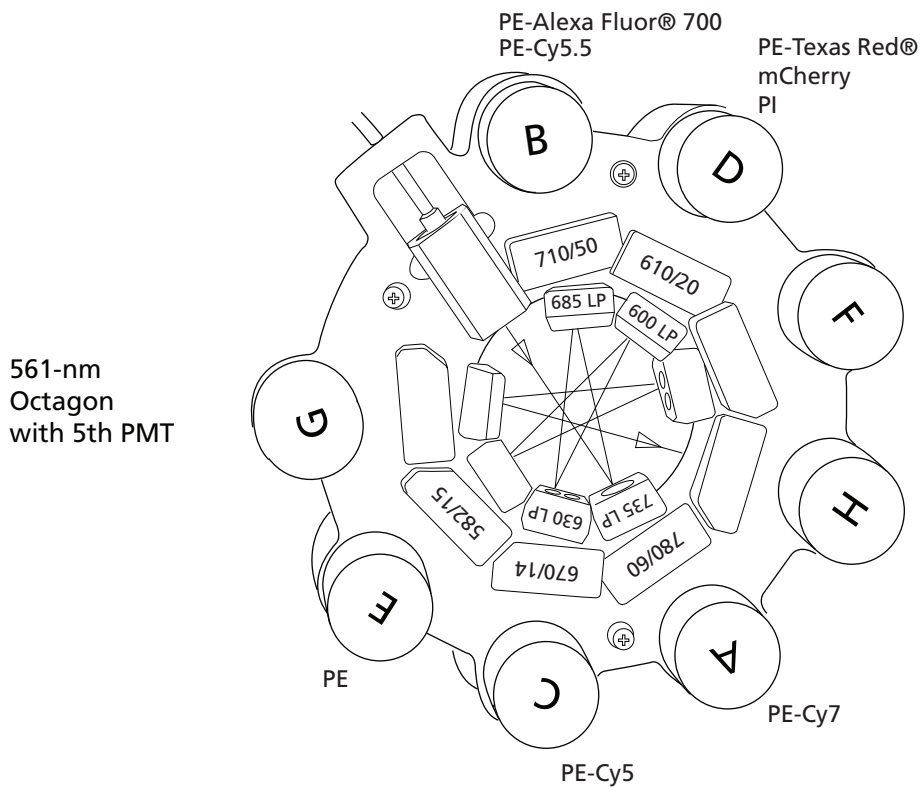 PE-Alexa Fluor® 700
PE-Cy5.5
PE-Texas Red®
mCherry
PI
B
D
F
710/50
610/20
685 LP
600 LP
561-nm
Octagon
with 5th PMT
G
H
582/15
630 LP
735 LP
670/14
780/60
E
PE
C
A
PE-Cy7
PE-Cy5